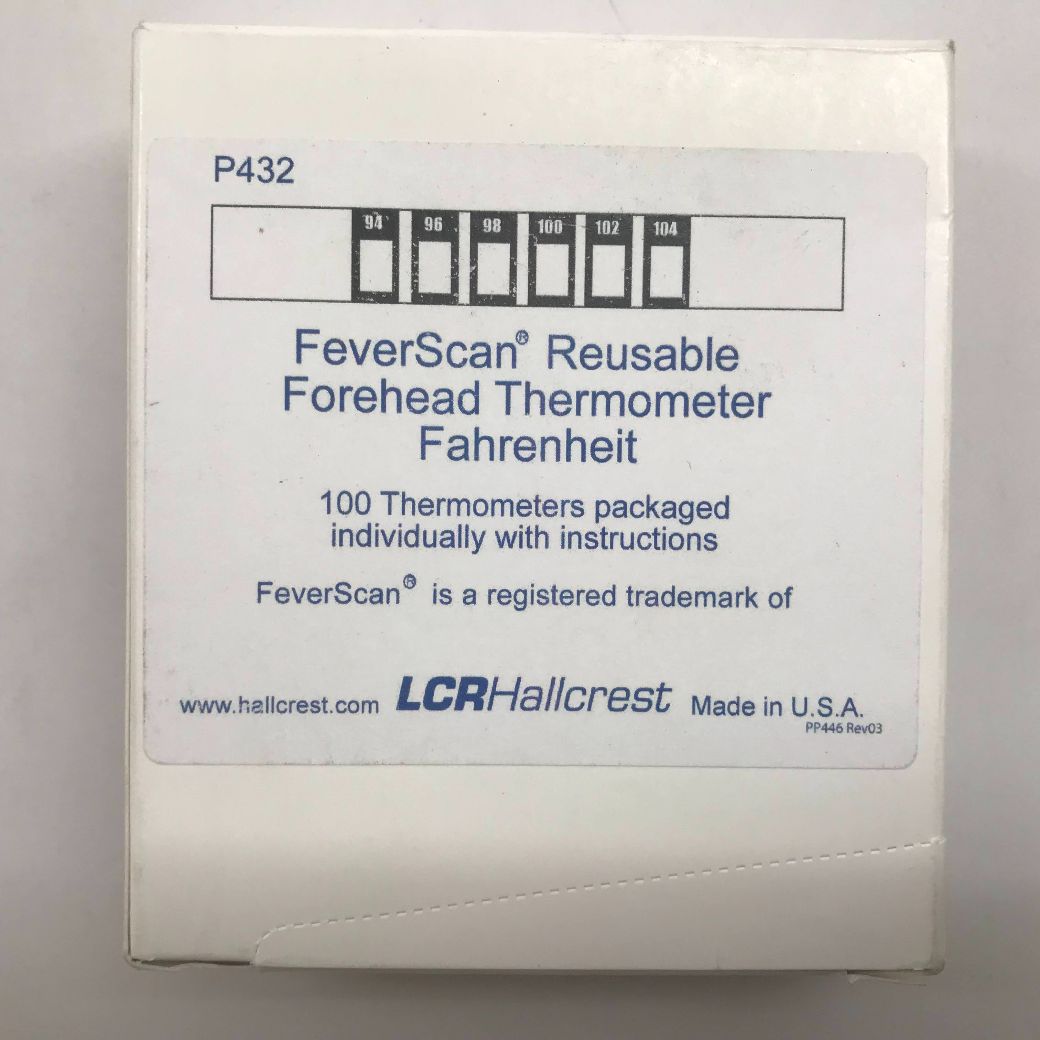 P432
94 96 98 100 102 104
FeverScan® Reusable
Forehead Thermometer
Fahrenheit
100 Thermometers packaged
individually with instructions
FeverScan® is a registered trademark of
www.hallcrest.com LCRHallcrest Made in U.S.A.
PP446 Rev03